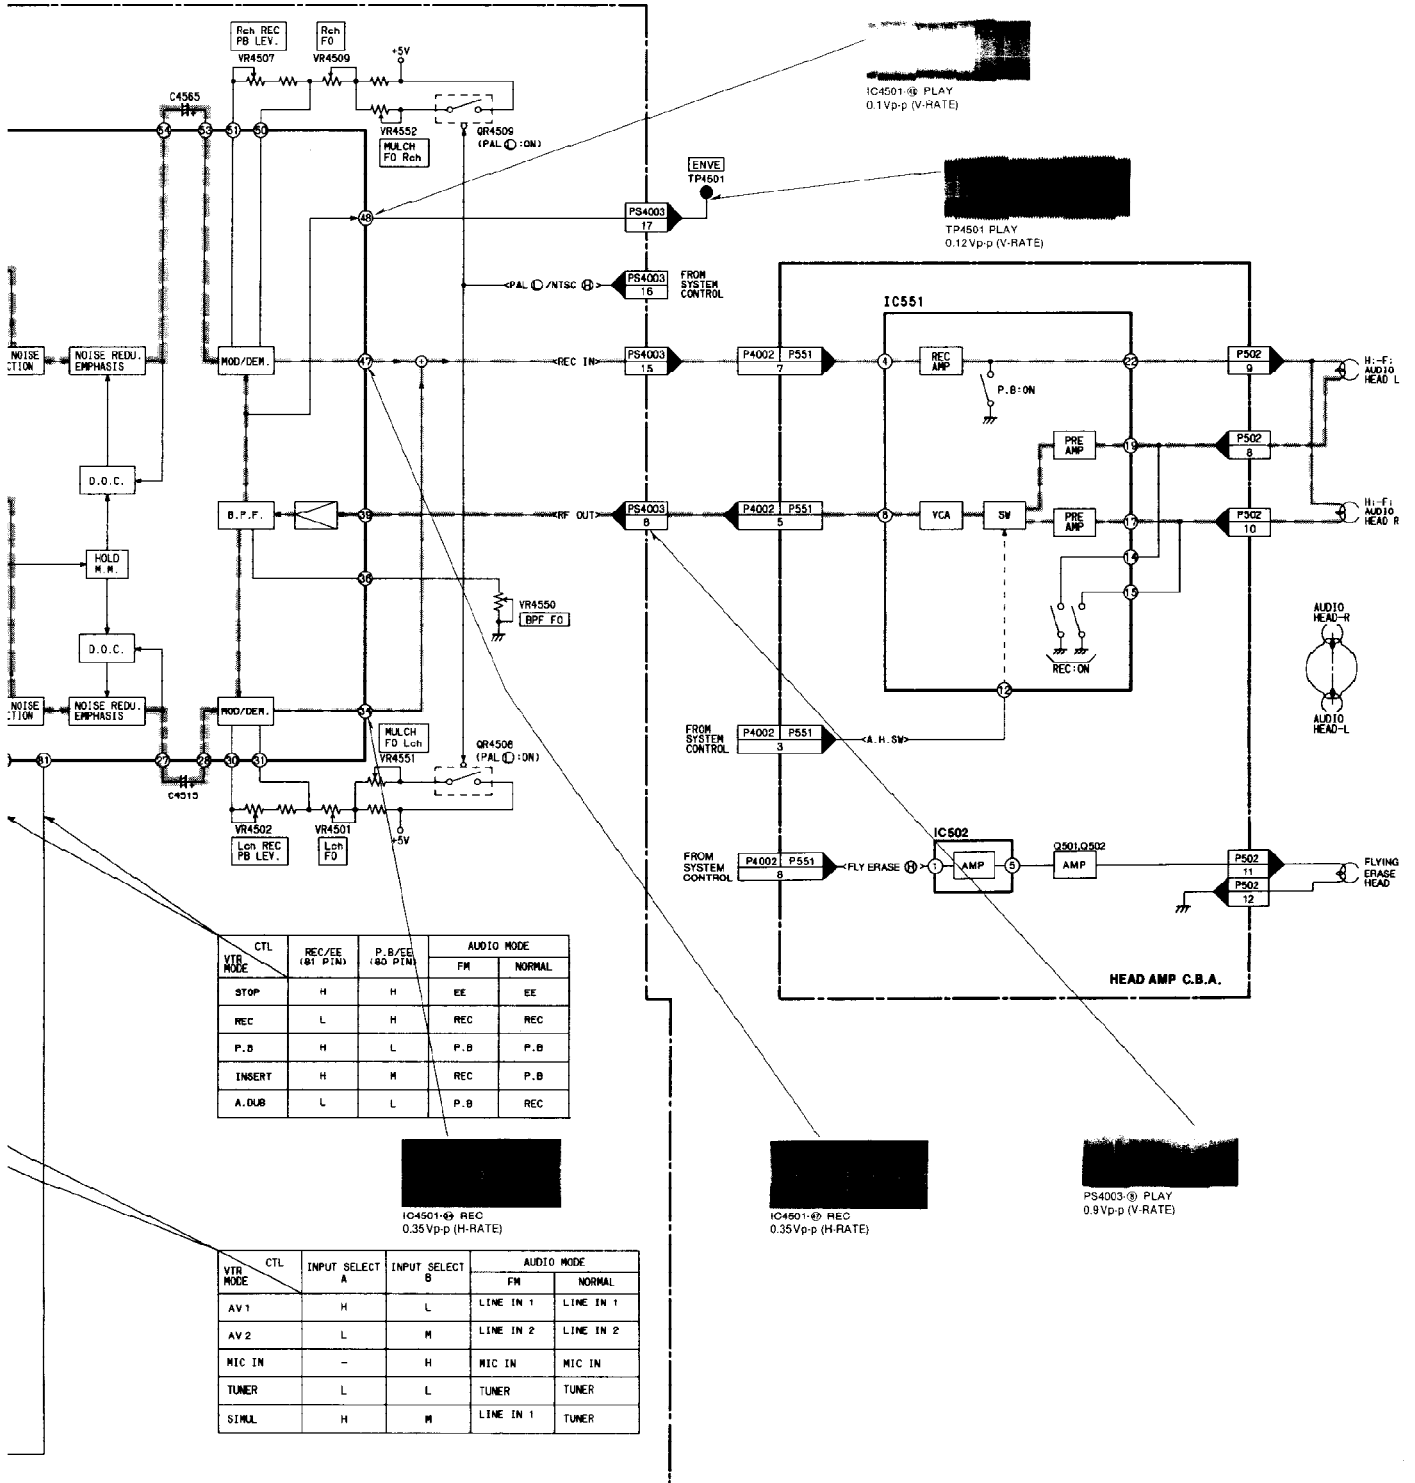 Rch REC
PB LEV.
VR4507
Rch
FO
VR4509
+5V
C4565
54
53
51
50
VR4552
MULCH
FO Rch
QR4509
(PAL Ⓛ:ON)
IC4501-㊽ PLAY
0.1Vp-p (V-RATE)
ENVE
TP4501
TP4501 PLAY
0.12Vp-p (V-RATE)
48
PS4003
17
<PAL Ⓛ/NTSC Ⓗ>
PS4003
16
FROM
SYSTEM
CONTROL
IC551
NOISE
CTION
NOISE REDU.
EMPHASIS
MOD/DEM.
47
+
<REC IN>
PS4003
15
P4002 P551
7
4
REC
AMP
P.B:ON
22
P502
9
Hi-Fi
AUDIO
HEAD L
PRE
AMP
19
P502
8
D.O.C.
B.P.F.
39
<RF OUT>
PS4003
8
P4002 P551
5
8
VCA
SW
PRE
AMP
17
P502
10
Hi-Fi
AUDIO
HEAD R
14
15
HOLD
M.M.
36
VR4550
BPF FO
REC:ON
AUDIO
HEAD-R
AUDIO
HEAD-L
D.O.C.
12
NOISE
CTION
NOISE REDU.
EMPHASIS
MOD/DEM.
34
MULCH
FO Lch
VR4551
QR4508
(PAL Ⓛ:ON)
FROM
SYSTEM
CONTROL
P4002 P551
3
<A.H.SW>
81
27
28
30
31
C4515
VR4502
Lch REC
PB LEV.
VR4501
Lch
FO
+5V
FROM
SYSTEM
CONTROL
P4002 P551
8
<FLY ERASE Ⓗ>
IC502
1
AMP
5
Q501,Q502
AMP
P502
11
P502
12
FLYING
ERASE
HEAD
HEAD AMP C.B.A.
CTL
VTR
MODE
REC/EE
(81 PIN)
P.B/EE
(80 PIN)
AUDIO MODE
FM NORMAL
STOP H H EE EE
REC L H REC REC
P.B H L P.B P.B
INSERT H M REC P.B
A.DUB L L P.B REC
IC4501-㉞ REC
0.35Vp-p (H-RATE)
IC4501-㊼ REC
0.35Vp-p (H-RATE)
PS4003-⑧ PLAY
0.9Vp-p (V-RATE)
CTL
VTR
MODE
INPUT SELECT
A
INPUT SELECT
B
AUDIO MODE
FM NORMAL
AV1 H L LINE IN 1 LINE IN 1
AV2 L M LINE IN 2 LINE IN 2
MIC IN - H MIC IN MIC IN
TUNER L L TUNER TUNER
SIMUL H M LINE IN 1 TUNER